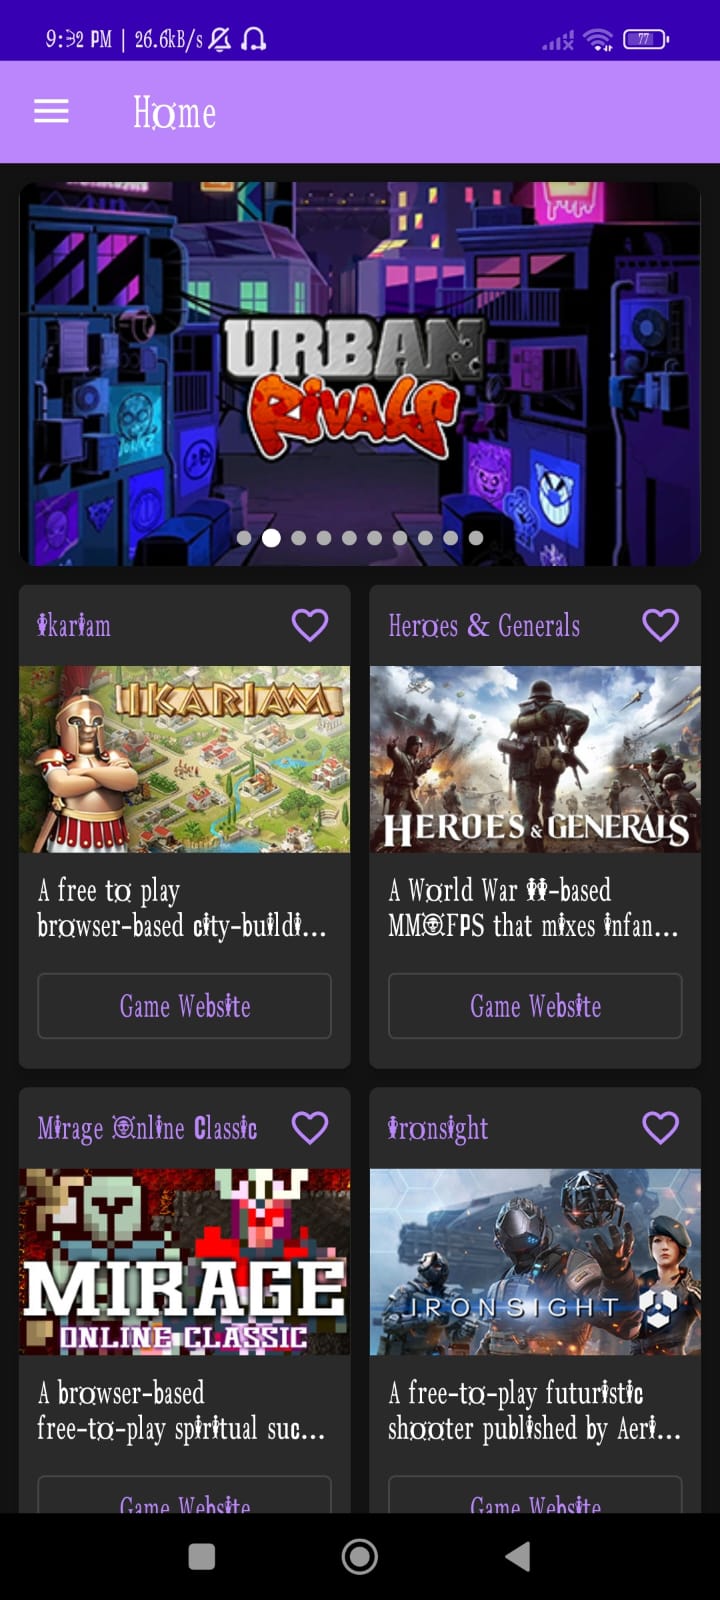 9:32 PM | 26.6kB/s
77
Home
URBAN
RIVALS
Ikariam
Heroes & Generals
IKARIAM
HEROES & GENERALS
A free to play
browser-based city-buildi...
A World War II-based
MMOFPS that mixes infan...
Game Website
Game Website
Mirage Online Classic
Ironsight
MIRAGE
ONLINE CLASSIC
IRONSIGHT
A browser-based
free-to-play spiritual suc...
A free-to-play futuristic
shooter published by Aeri...
Game Website
Game Website